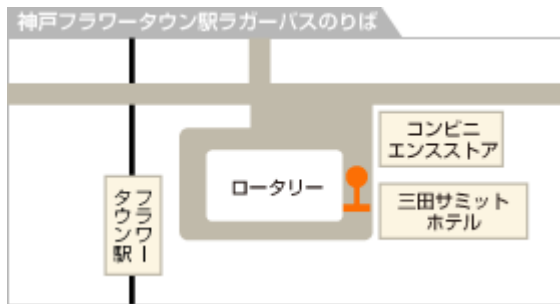 神戸フラワータウン駅ラガーバスのりば
コンビニ
エンスストア
ロータリー
三田サミット
ホテル
フラワー
タウン駅